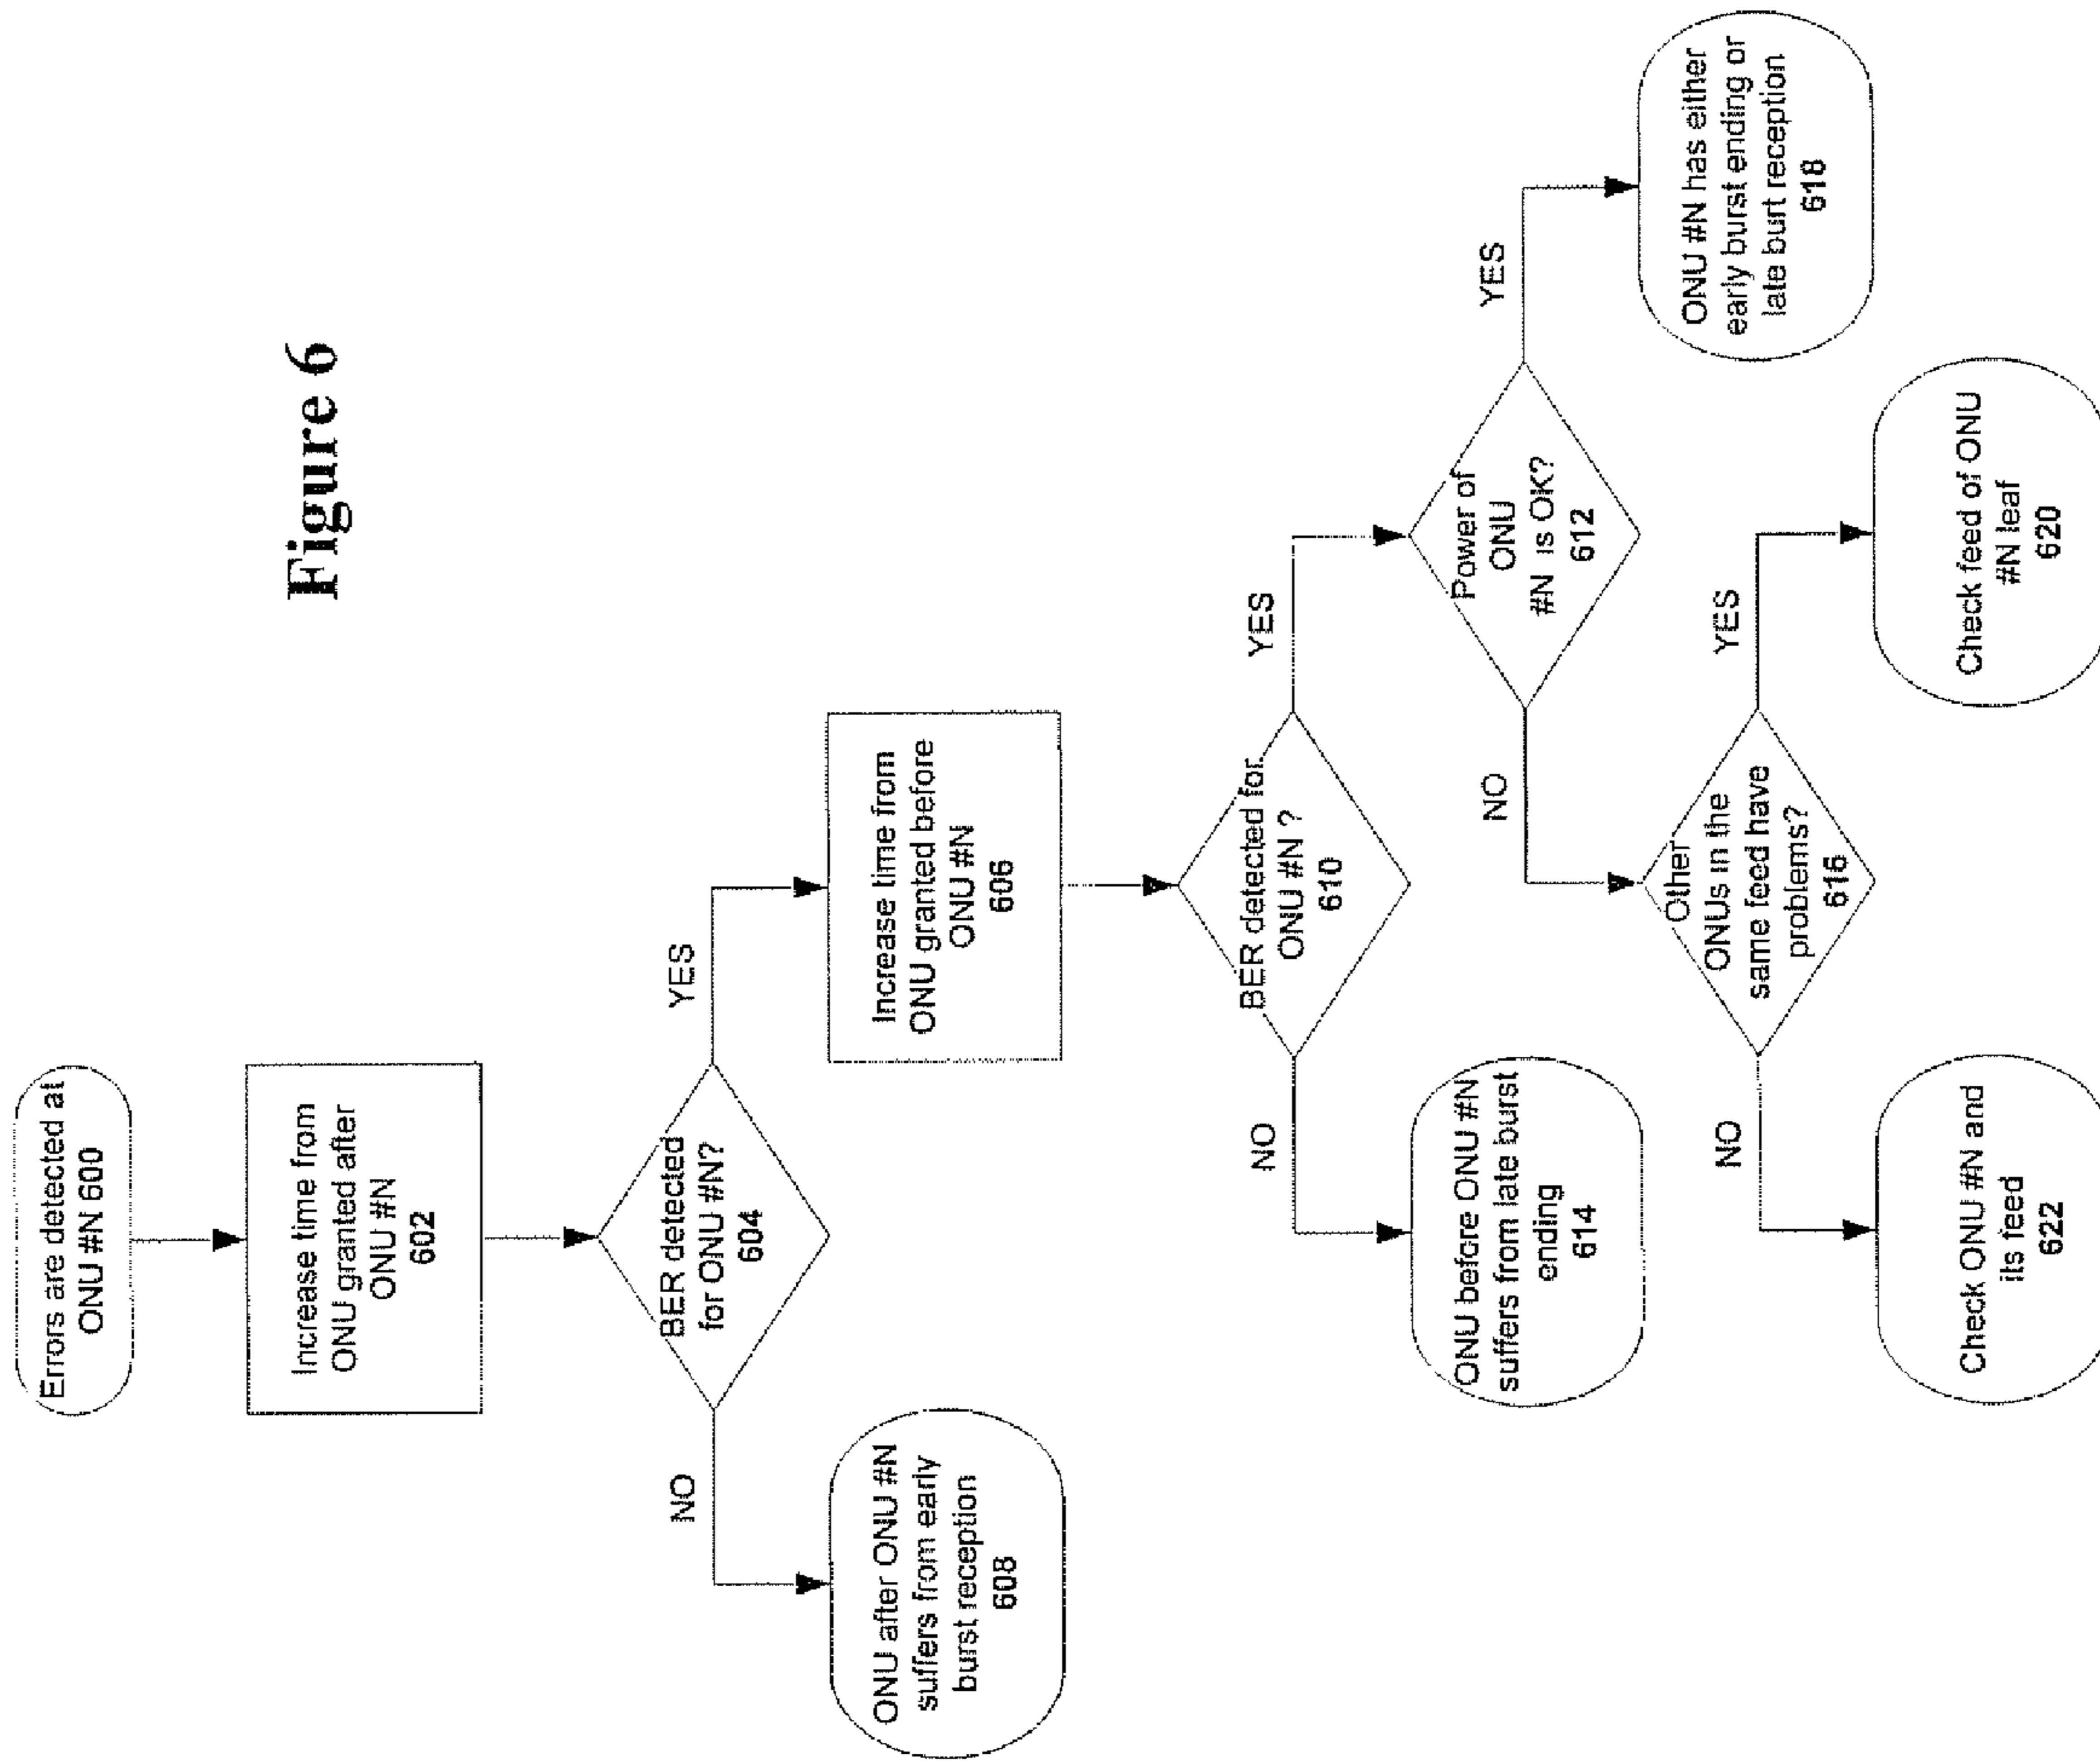 Figure 6
Errors are detected at
ONU #N 600
Increase time from
ONU granted after
ONU #N
602
BER detected
for ONU #N?
604
NO
YES
ONU after ONU #N
suffers from early
burst reception
608
Increase time from
ONU granted before
ONU #N
606
BER detected for
ONU #N ?
610
NO
YES
ONU before ONU #N
suffers from late burst
ending
614
Power of
ONU
#N is OK?
612
NO
YES
Other
ONUs in the
same feed have
problems?
616
ONU #N has either
early burst ending or
late burt reception
618
NO
YES
Check ONU #N and
its feed
622
Check feed of ONU
#N leaf
620